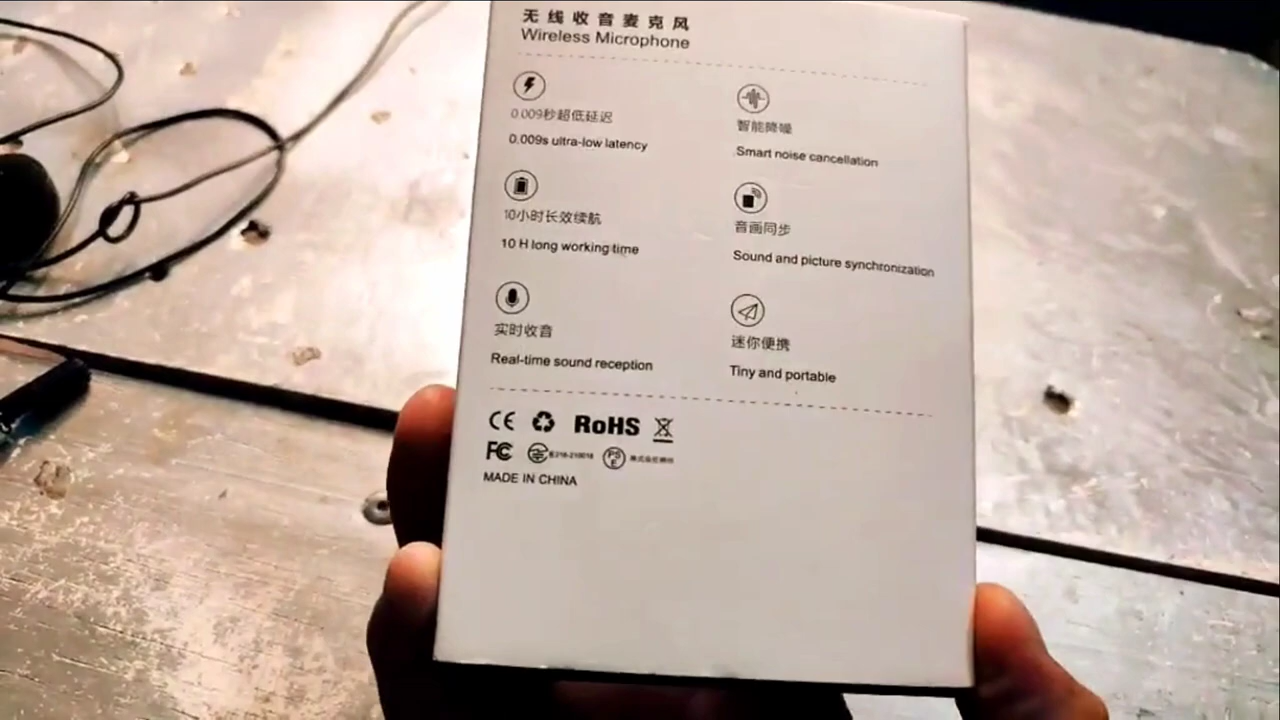 无线收音麦克风
Wireless Microphone
0.009秒超低延迟
0.009s ultra-low latency
智能降噪
Smart noise cancellation
10小时长效续航
10 H long working time
音画同步
Sound and picture synchronization
实时收音
Real-time sound reception
迷你便携
Tiny and portable
CE RoHS
FC
PSE
MADE IN CHINA